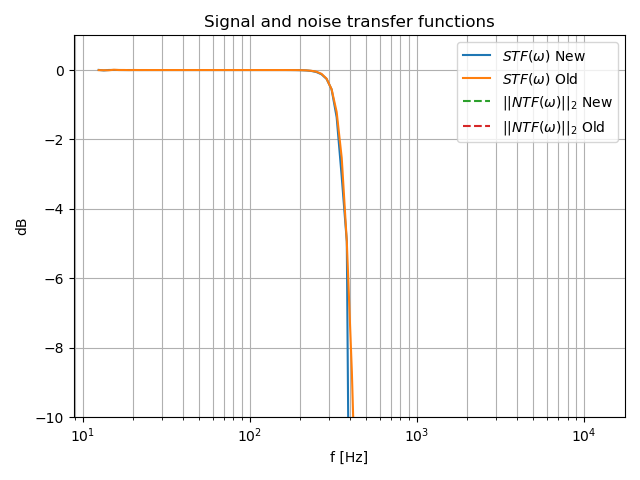 Signal and noise transfer functions
STF(ω) New
STF(ω) Old
||NTF(ω)||₂ New
||NTF(ω)||₂ Old
0
−2
−4
−6
−8
−10
dB
10¹
10²
10³
10⁴
f [Hz]